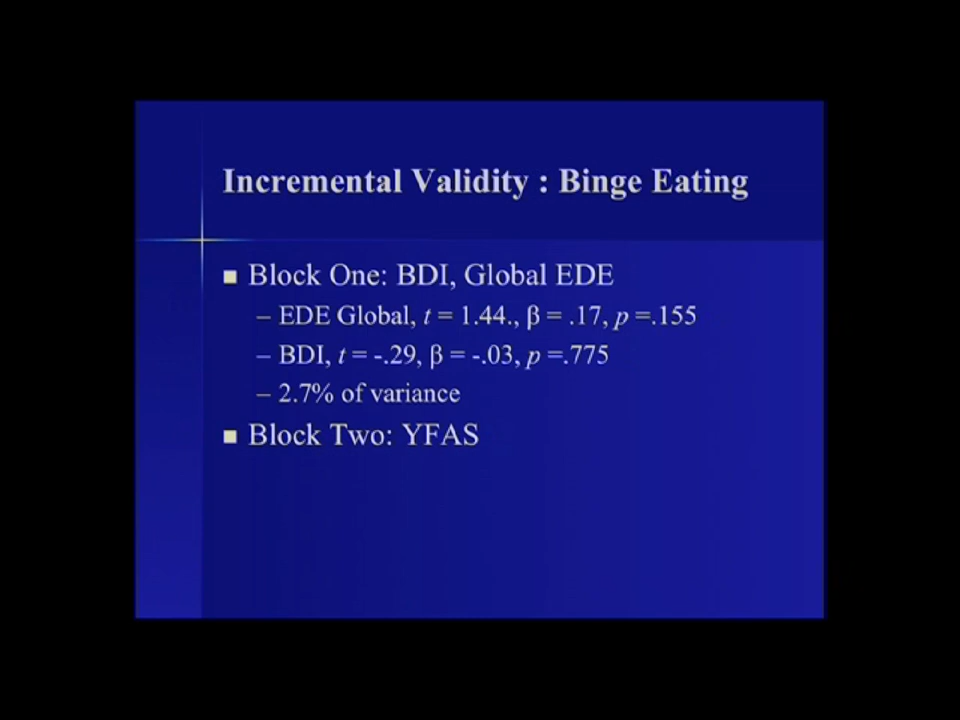 Incremental Validity : Binge Eating
■ Block One: BDI, Global EDE
– EDE Global, t = 1.44., β = .17, p =.155
– BDI, t = -.29, β = -.03, p =.775
– 2.7% of variance
■ Block Two: YFAS